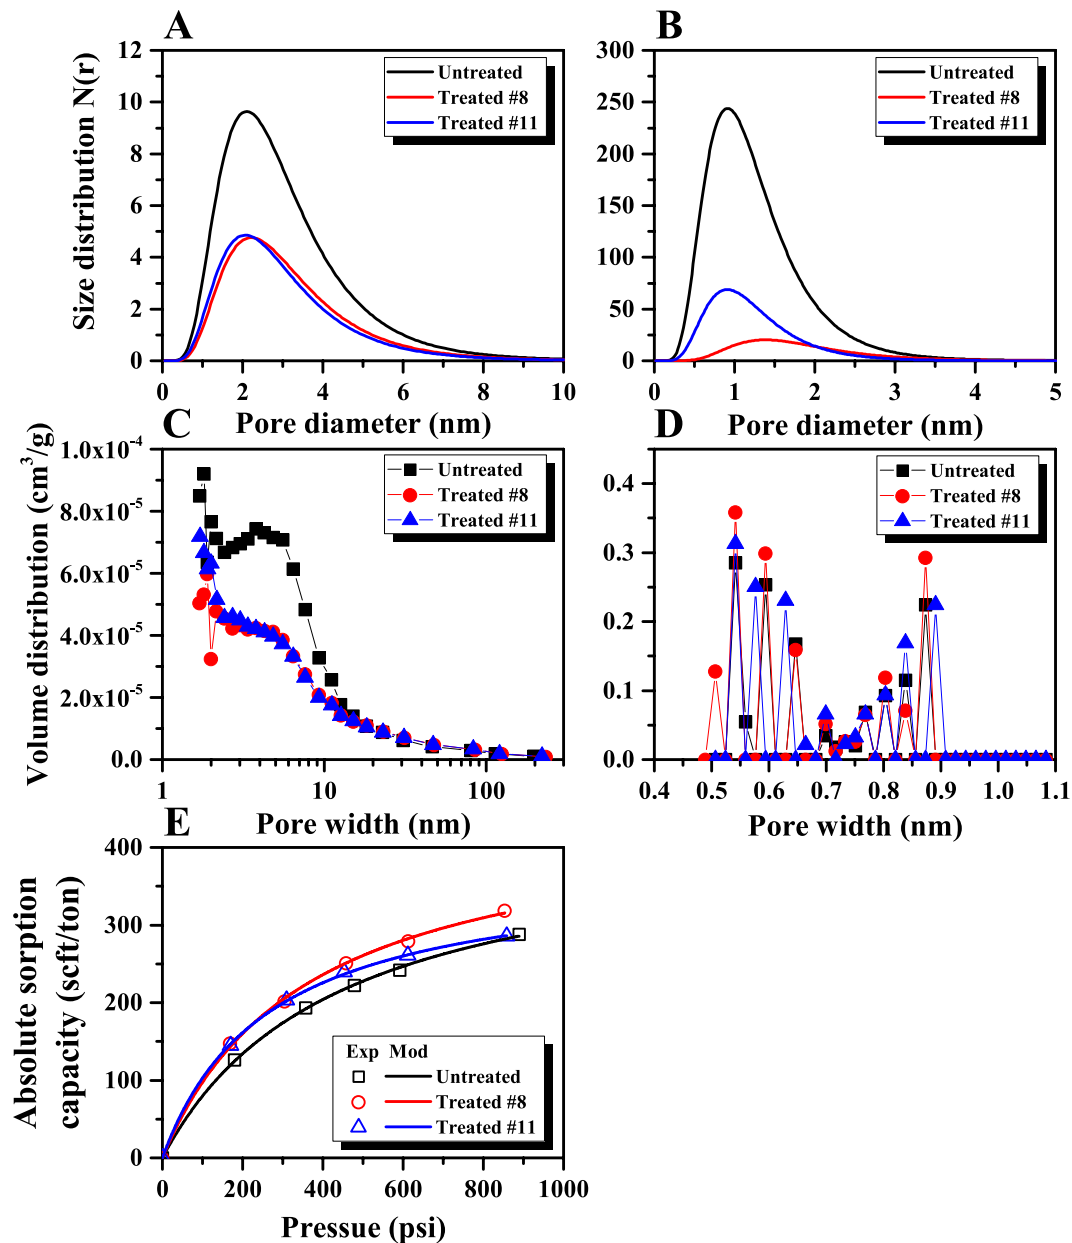 A
Size distribution N(r)
12
10
8
6
4
2
0
Untreated
Treated #8
Treated #11
0 2 4 6 8 10
Pore diameter (nm)
B
300
250
200
150
100
50
0
Untreated
Treated #8
Treated #11
0 1 2 3 4 5
Pore diameter (nm)
C
Volume distribution (cm³/g)
1.0x10⁻⁴
8.0x10⁻⁵
6.0x10⁻⁵
4.0x10⁻⁵
2.0x10⁻⁵
0.0
Untreated
Treated #8
Treated #11
1 10 100
Pore width (nm)
D
0.4
0.3
0.2
0.1
0.0
Untreated
Treated #8
Treated #11
0.4 0.5 0.6 0.7 0.8 0.9 1.0 1.1
Pore width (nm)
E
Absolute sorption
capacity (scft/ton)
400
300
200
100
0
Exp Mod
Untreated
Treated #8
Treated #11
0 200 400 600 800 1000
Pressue (psi)